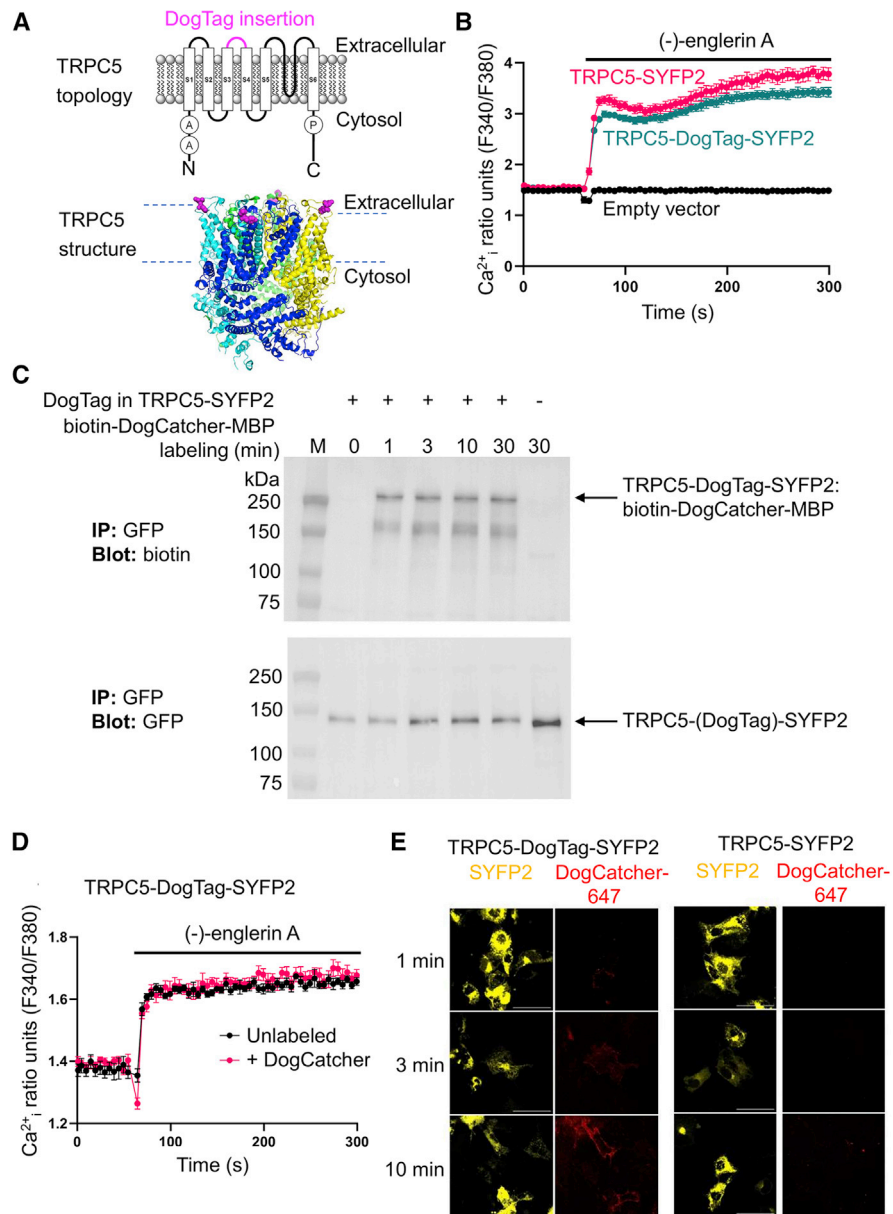 A
DogTag insertion
TRPC5
topology
Extracellular
S1 S2 S3 S4 S5 S6
A
A
P
Cytosol
N
C
TRPC5
structure
Extracellular
Cytosol
B
(-)-englerin A
Ca2+i ratio units (F340/F380)
4
3
2
1
0
TRPC5-SYFP2
TRPC5-DogTag-SYFP2
Empty vector
0 100 200 300
Time (s)
C
DogTag in TRPC5-SYFP2 + + + + + -
biotin-DogCatcher-MBP
labeling (min) M 0 1 3 10 30 30
kDa
250
150
100
75
IP: GFP
Blot: biotin
TRPC5-DogTag-SYFP2:
biotin-DogCatcher-MBP
250
150
100
75
IP: GFP
Blot: GFP
TRPC5-(DogTag)-SYFP2
D
TRPC5-DogTag-SYFP2
(-)-englerin A
Ca2+i ratio units (F340/F380)
1.8
1.6
1.4
1.2
Unlabeled
+ DogCatcher
0 100 200 300
Time (s)
E
TRPC5-DogTag-SYFP2
SYFP2 DogCatcher-
647
TRPC5-SYFP2
SYFP2 DogCatcher-
647
1 min
3 min
10 min